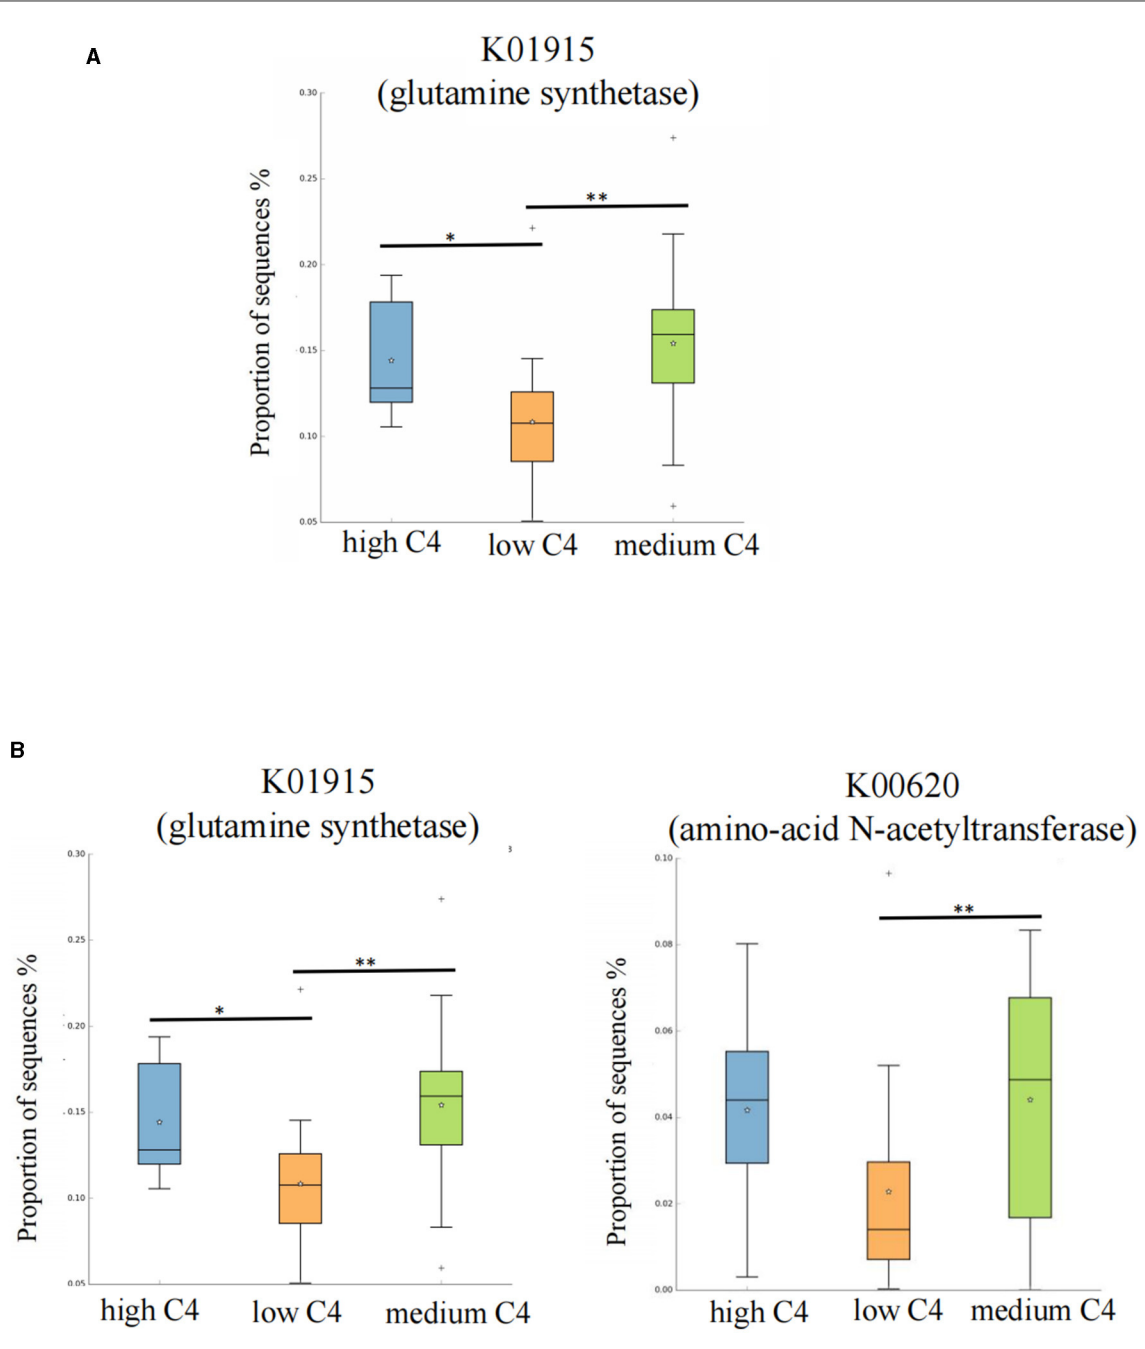 A
K01915
(glutamine synthetase)
0.30
0.25
0.20
0.15
0.10
0.05
Proportion of sequences %
*
**
high C4
low C4
medium C4
B
K01915
(glutamine synthetase)
0.30
0.25
0.20
0.15
0.10
0.05
Proportion of sequences %
*
**
high C4
low C4
medium C4
K00620
(amino-acid N-acetyltransferase)
0.10
0.08
0.06
0.04
0.02
0.00
Proportion of sequences %
**
high C4
low C4
medium C4